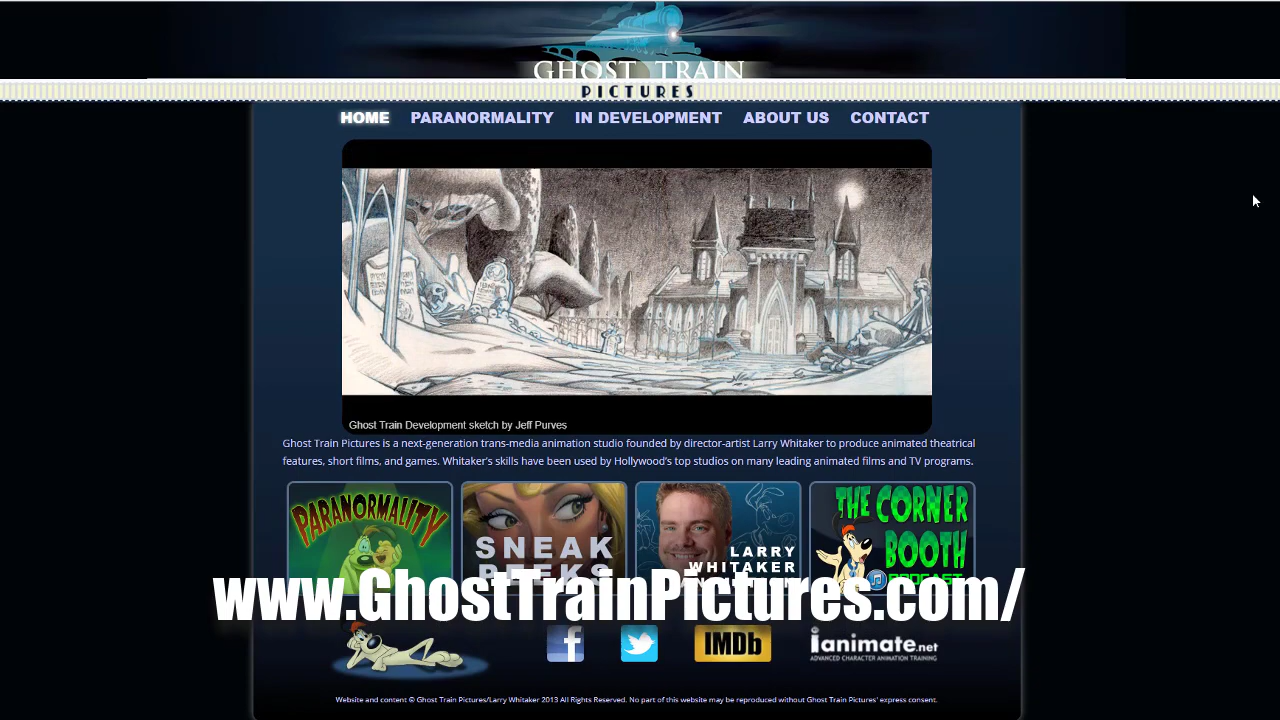 GHOST TRAIN
PICTURES
HOME PARANORMALITY IN DEVELOPMENT ABOUT US CONTACT
Ghost Train Development sketch by Jeff Purves
Ghost Train Pictures is a next-generation trans-media animation studio founded by director-artist Larry Whitaker to produce animated theatrical
features, short films, and games. Whitaker's skills have been used by Hollywood's top studios on many leading animated films and TV programs.
PARANORMALITY
SNEAK
PEEKS
LARRY
WHITAKER
THE CORNER
BOOTH
PODCAST
www.GhostTrainPictures.com/
f
IMDb
ianimate.net
ADVANCED CHARACTER ANIMATION TRAINING
Website and content © Ghost Train Pictures/Larry Whitaker 2013 All Rights Reserved. No part of this website may be reproduced without Ghost Train Pictures' express consent.